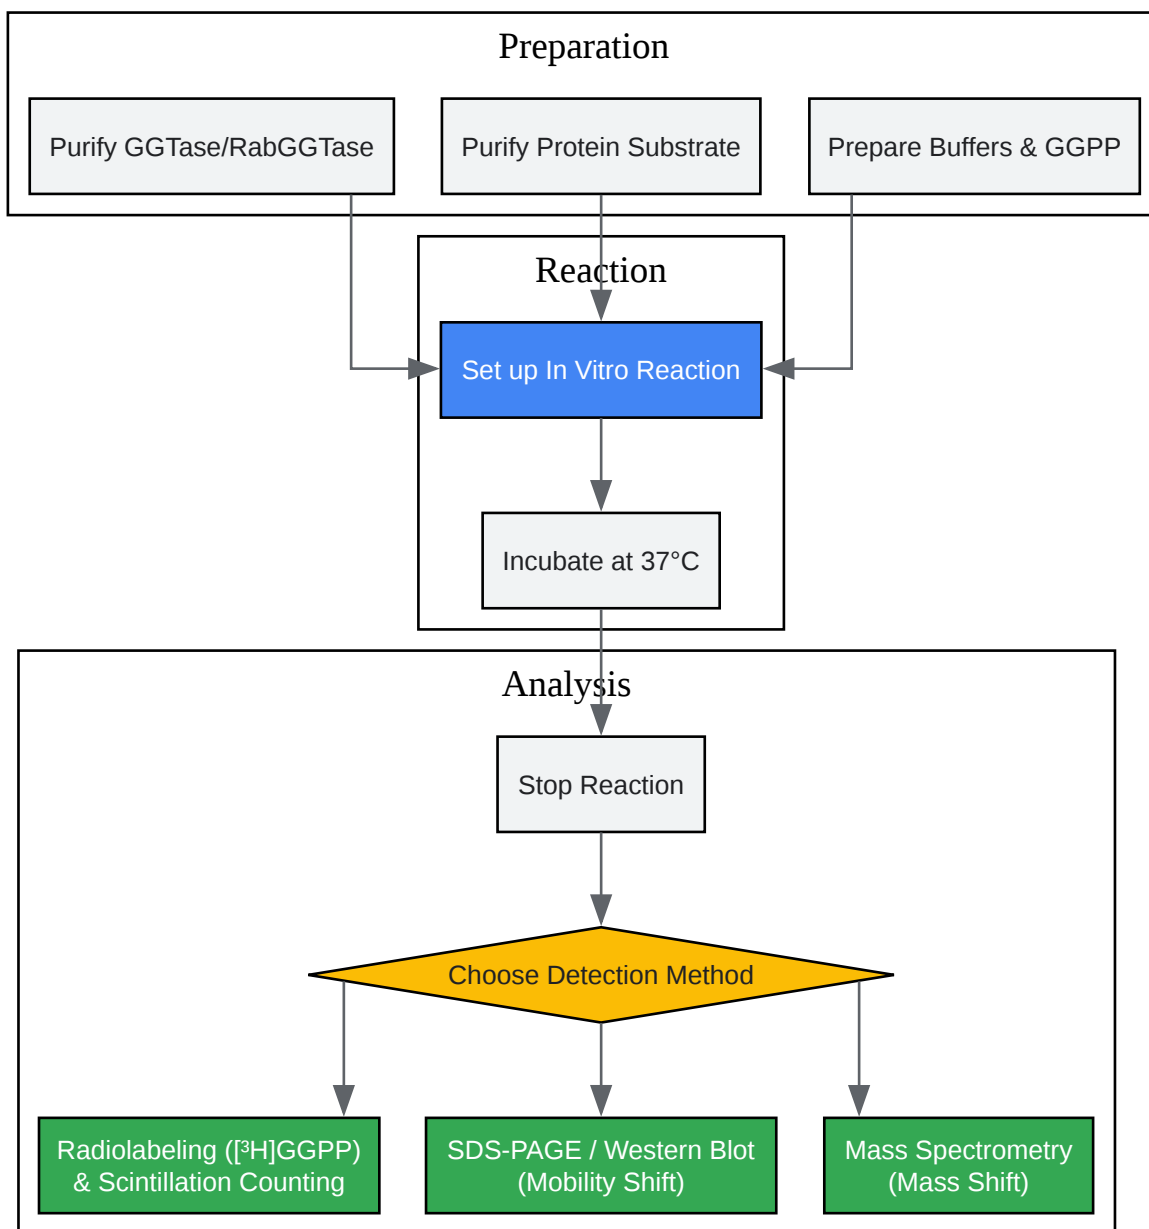 Preparation
Purify GGTase/RabGGTase
Purify Protein Substrate
Prepare Buffers & GGPP
Reaction
Set up In Vitro Reaction
Incubate at 37°C
Analysis
Stop Reaction
Choose Detection Method
Radiolabeling ([³H]GGPP)
& Scintillation Counting
SDS-PAGE / Western Blot
(Mobility Shift)
Mass Spectrometry
(Mass Shift)